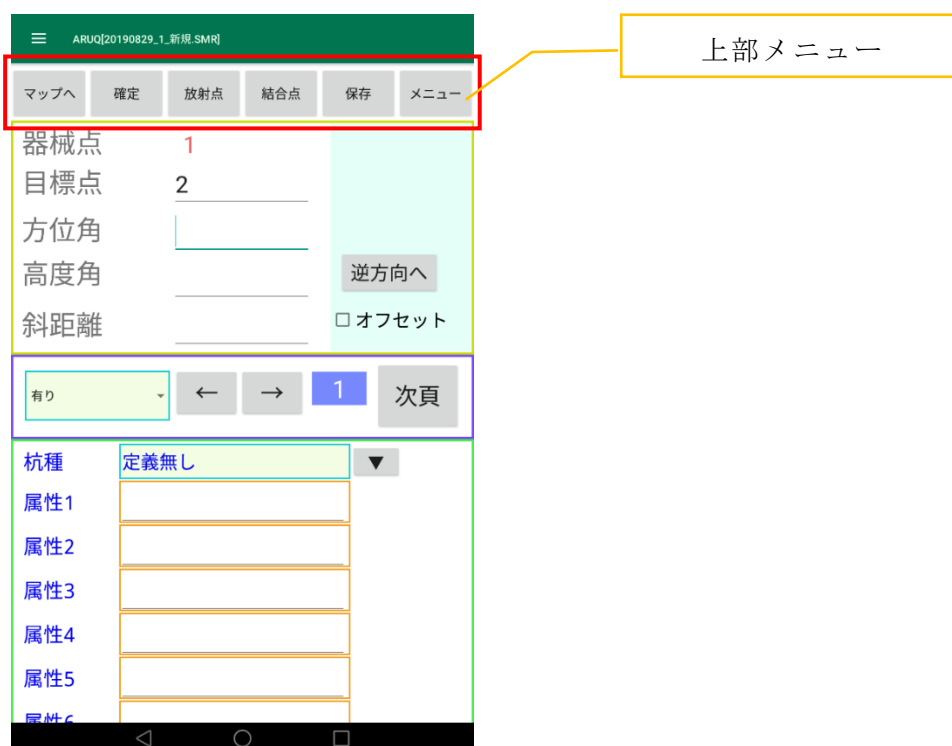 ARUQ[20190829_1_新規.SMR]
上部メニュー
マップへ 確定 放射点 結合点 保存 メニュー
器械点 1
目標点 2
方位角
高度角 逆方向へ
斜距離 オフセット
有り ← → 1 次頁
杭種 定義無し ▼
属性1
属性2
属性3
属性4
属性5
属性6